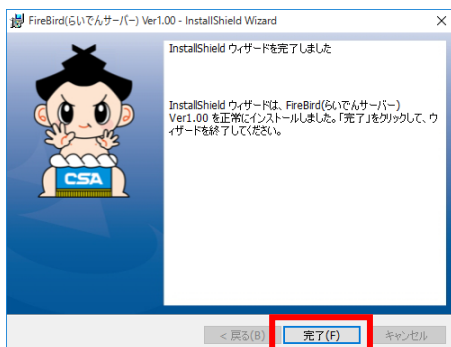 FireBird(らいでんサーバー) Ver1.00 - InstallShield Wizard
InstallShield ウィザードを完了しました
InstallShield ウィザードは、FireBird(らいでんサーバー)
Ver1.00 を正常にインストールしました。「完了」をクリックして、ウ
ィザードを終了してください。
CSA
< 戻る(B)
完了(F)
キャンセル